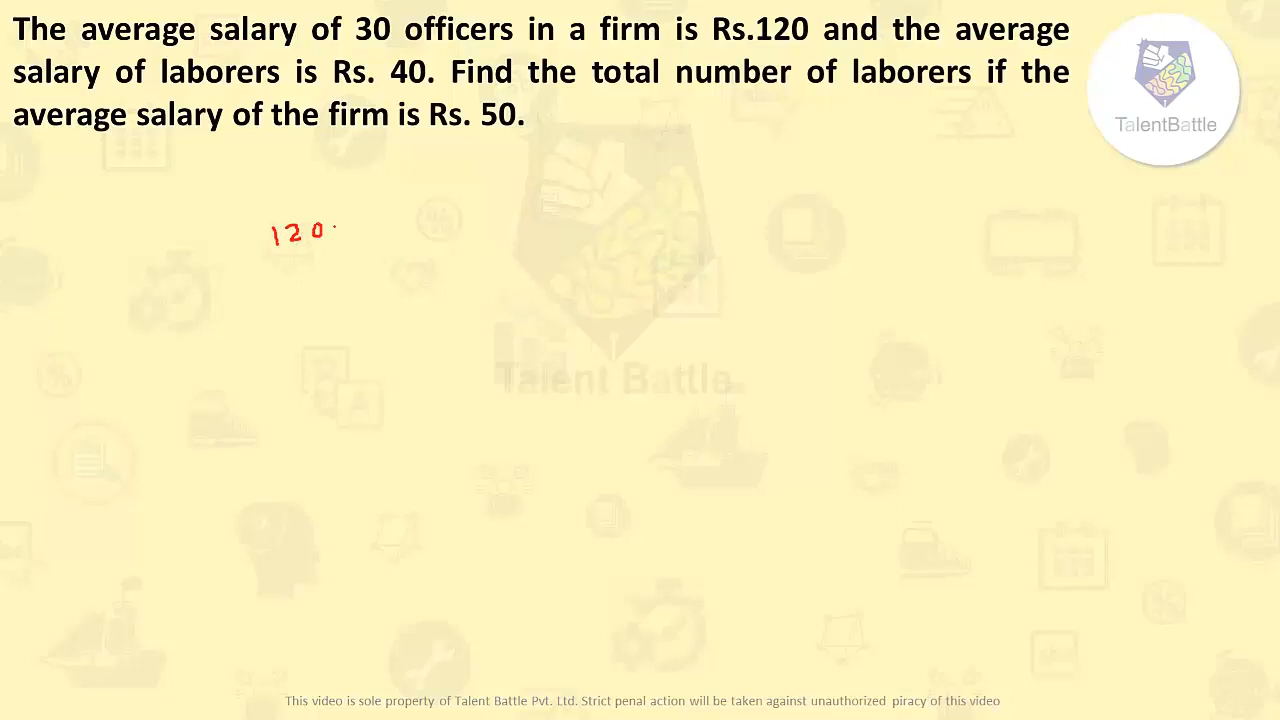 The average salary of 30 officers in a firm is Rs.120 and the average
salary of laborers is Rs. 40. Find the total number of laborers if the
average salary of the firm is Rs. 50.
TalentBattle
120
Talent Battle
This video is sole property of Talent Battle Pvt. Ltd. Strict penal action will be taken against unauthorized piracy of this video